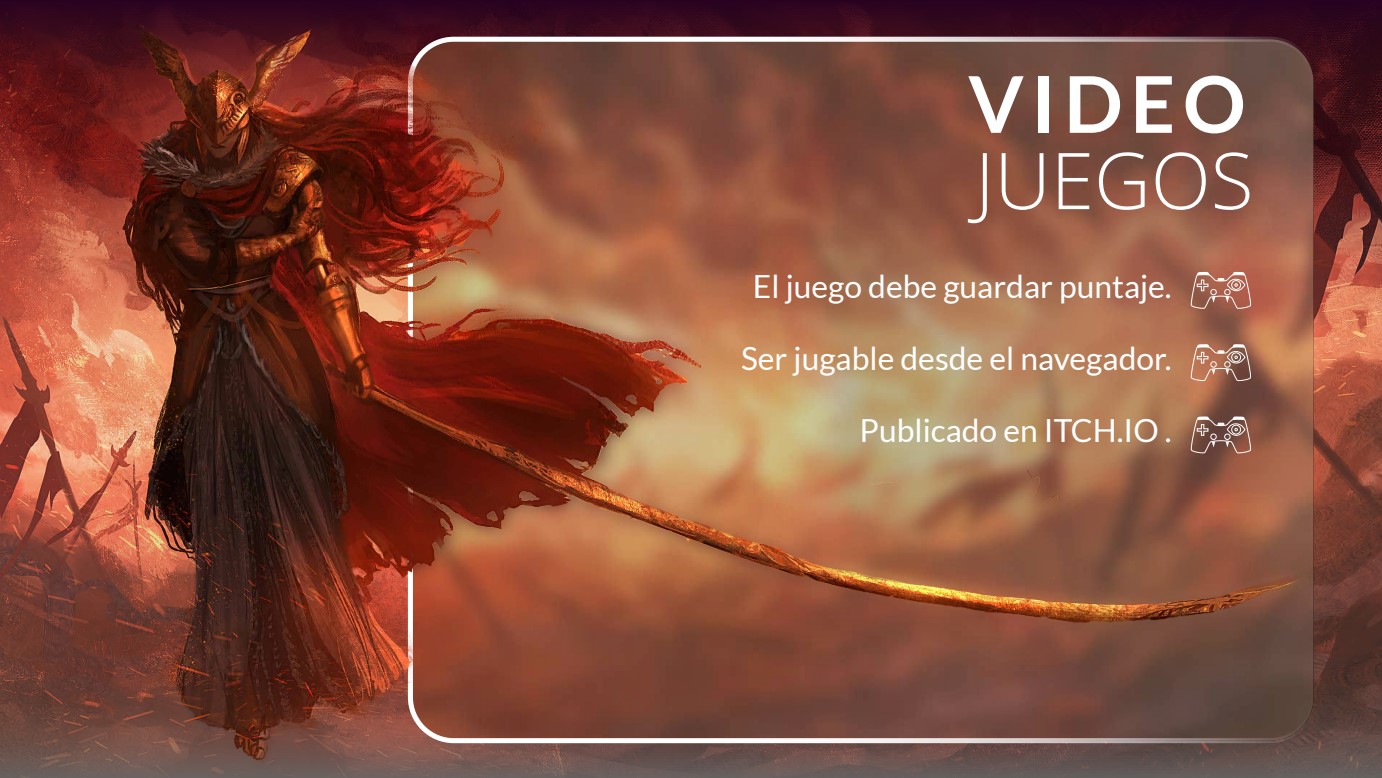 VIDEO
JUEGOS
El juego debe guardar puntaje.
Ser jugable desde el navegador.
Publicado en ITCH.IO .